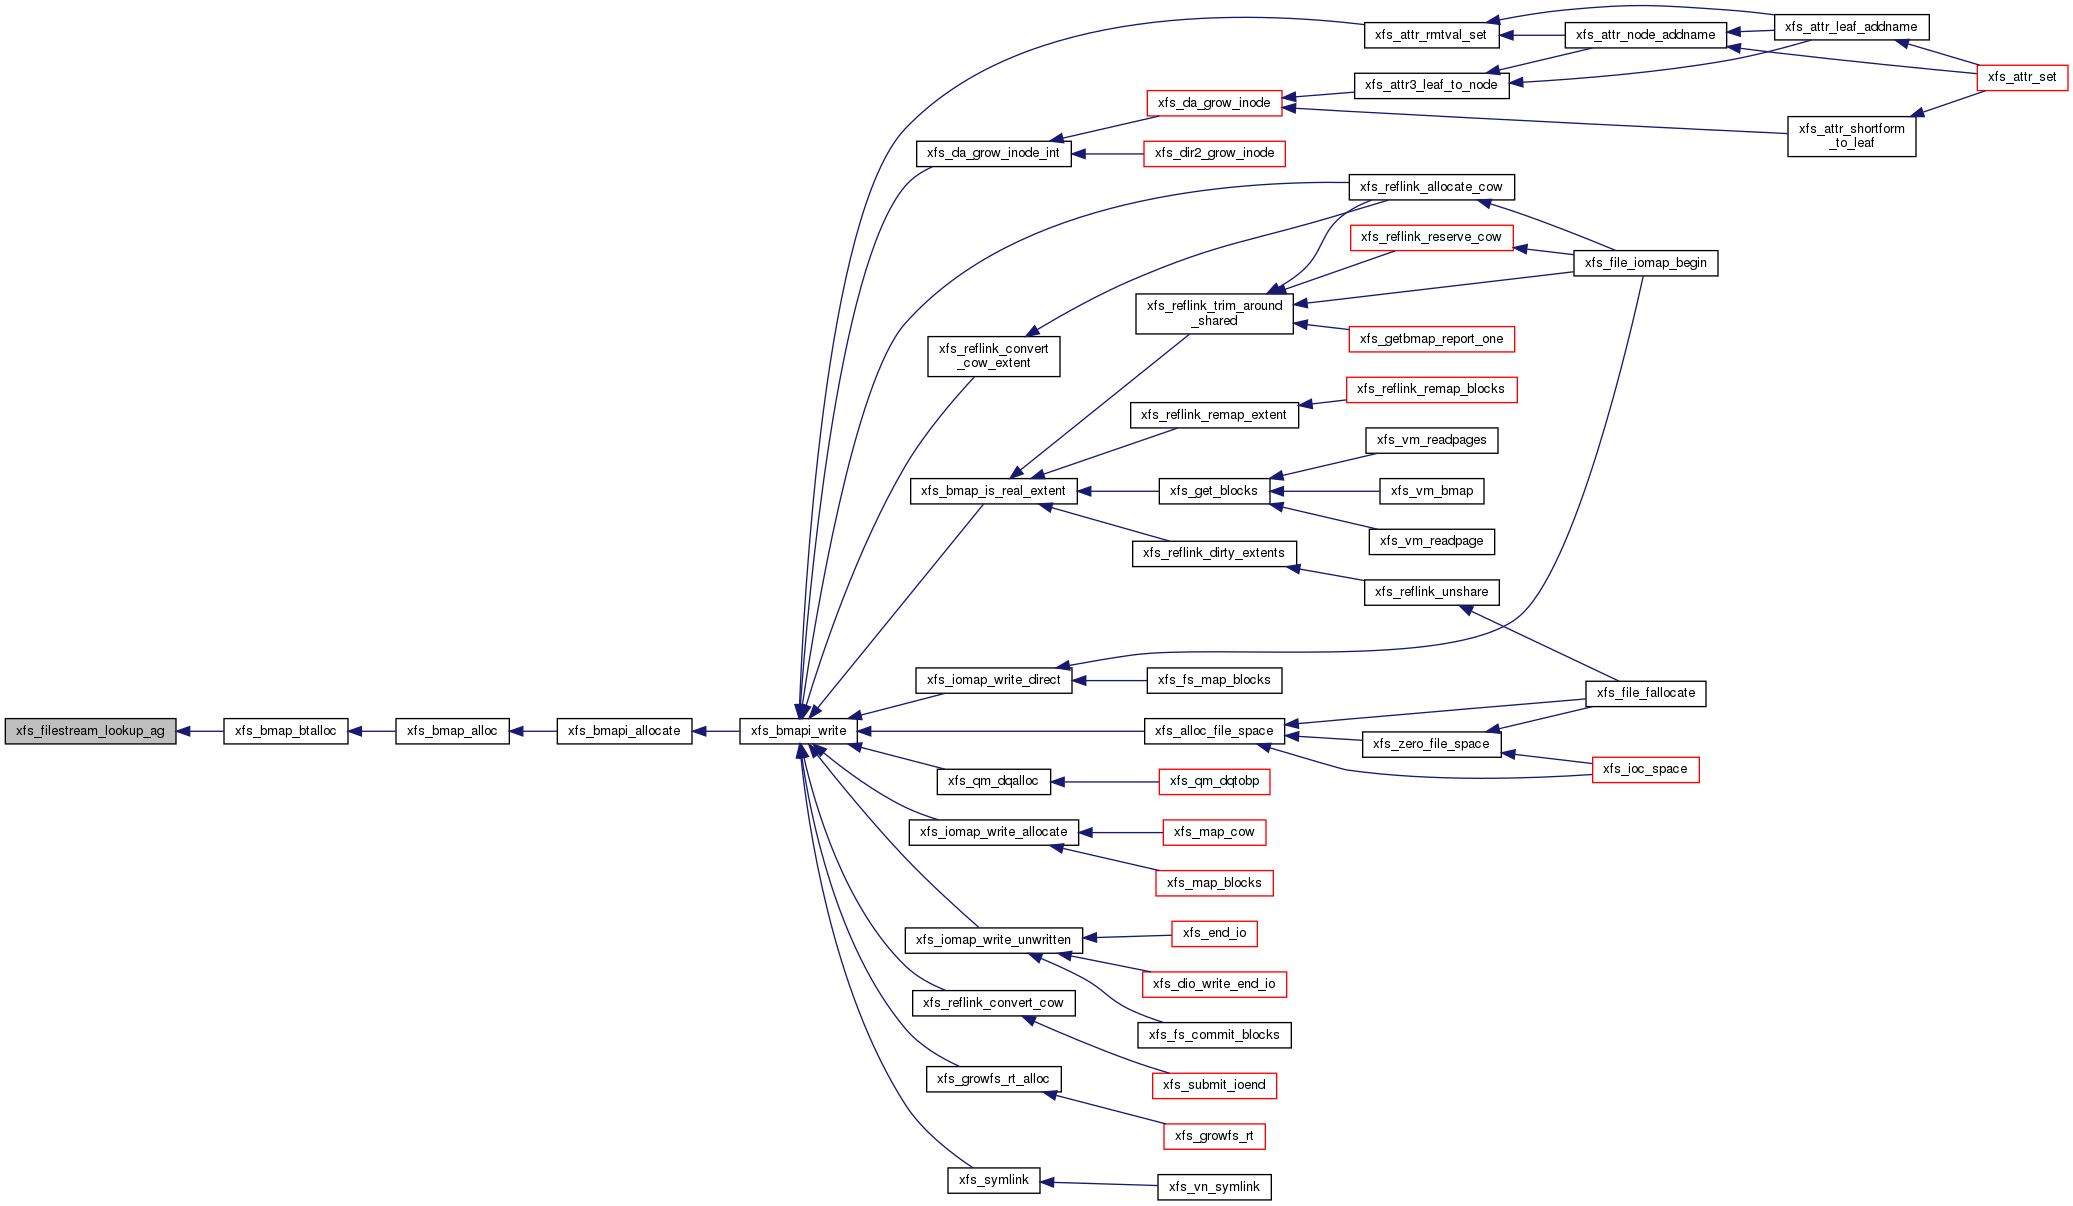 xfs_attr_rmtval_set
xfs_attr_node_addname
xfs_attr_leaf_addname
xfs_attr_set
xfs_attr3_leaf_to_node
xfs_da_grow_inode
xfs_attr_shortform
_to_leaf
xfs_da_grow_inode_int
xfs_dir2_grow_inode
xfs_reflink_allocate_cow
xfs_reflink_reserve_cow
xfs_file_iomap_begin
xfs_reflink_trim_around
_shared
xfs_getbmap_report_one
xfs_reflink_convert
_cow_extent
xfs_reflink_remap_blocks
xfs_reflink_remap_extent
xfs_vm_readpages
xfs_bmap_is_real_extent
xfs_get_blocks
xfs_vm_bmap
xfs_vm_readpage
xfs_reflink_dirty_extents
xfs_reflink_unshare
xfs_iomap_write_direct
xfs_fs_map_blocks
xfs_file_fallocate
xfs_filestream_lookup_ag
xfs_bmap_btalloc
xfs_bmap_alloc
xfs_bmapi_allocate
xfs_bmapi_write
xfs_alloc_file_space
xfs_zero_file_space
xfs_ioc_space
xfs_qm_dqalloc
xfs_qm_dqtobp
xfs_iomap_write_allocate
xfs_map_cow
xfs_map_blocks
xfs_iomap_write_unwritten
xfs_end_io
xfs_dio_write_end_io
xfs_reflink_convert_cow
xfs_fs_commit_blocks
xfs_growfs_rt_alloc
xfs_submit_ioend
xfs_growfs_rt
xfs_symlink
xfs_vn_symlink